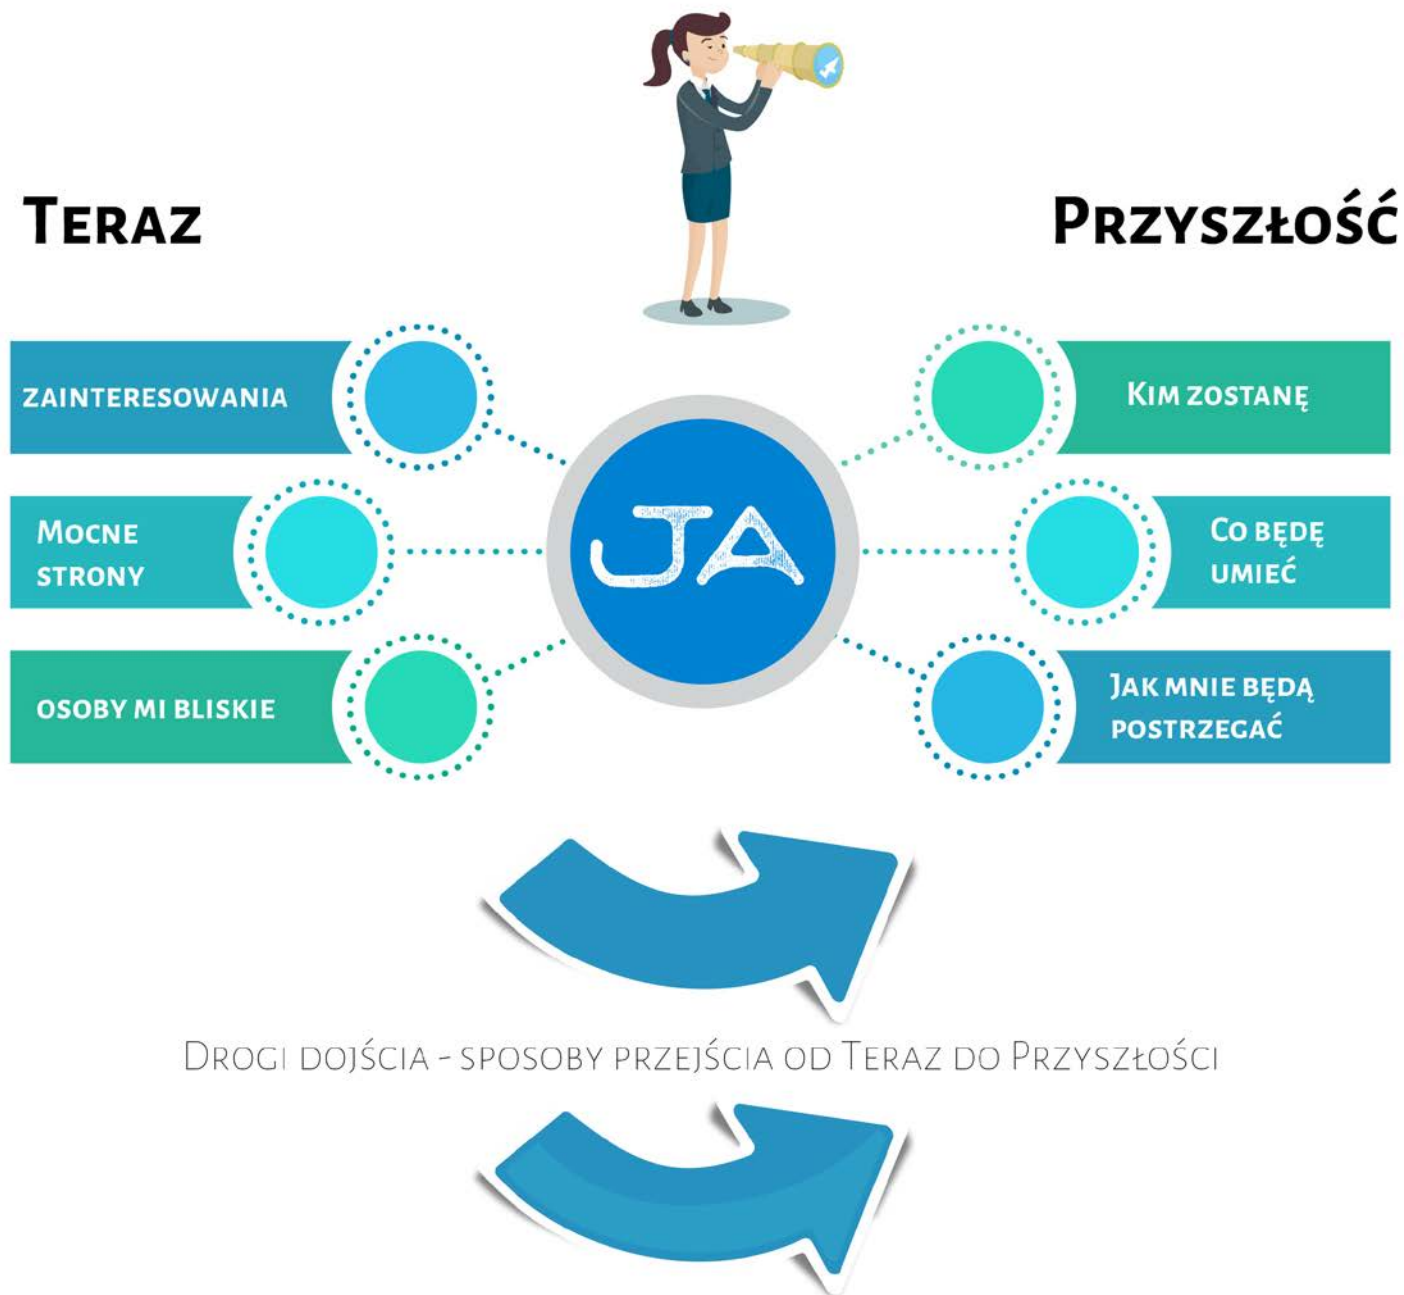 Teraz
Przyszłość
zainteresowania
Mocne
strony
osoby mi bliskie
JA
Kim zostanę
Co będę
umieć
Jak mnie będą
postrzegać
Drogi dojścia - sposoby przejścia od Teraz do Przyszłości